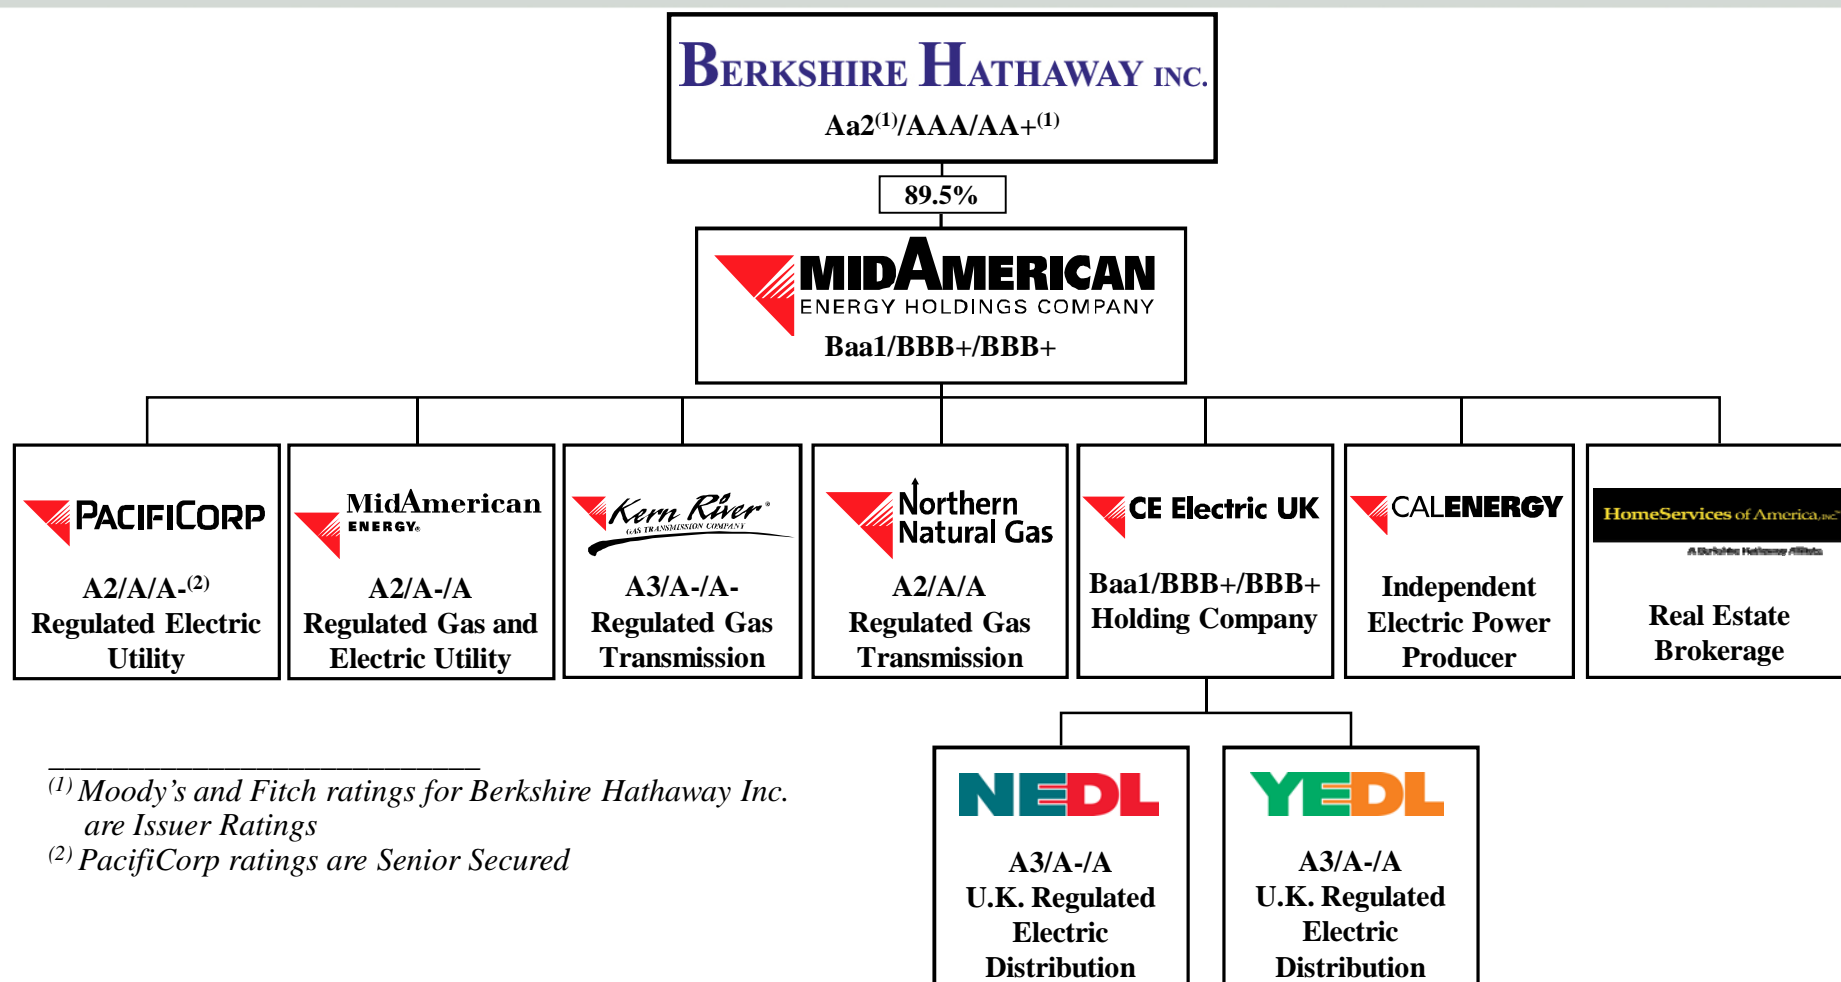 BERKSHIRE HATHAWAY INC.
Aa2(1)/AAA/AA+(1)
89.5%
MIDAMERICAN
ENERGY HOLDINGS COMPANY
Baa1/BBB+/BBB+
PACIFICORP
A2/A/A-(2)
Regulated Electric
Utility
MidAmerican
ENERGY®
A2/A-/A
Regulated Gas and
Electric Utility
Kern River®
GAS TRANSMISSION COMPANY
A3/A-/A-
Regulated Gas
Transmission
Northern
Natural Gas
A2/A/A
Regulated Gas
Transmission
CE Electric UK
Baa1/BBB+/BBB+
Holding Company
CALENERGY
Independent
Electric Power
Producer
HomeServices of America, INC.™
A Berkshire Hathaway Affiliate
Real Estate
Brokerage
NEDL
A3/A-/A
U.K. Regulated
Electric
Distribution
YEDL
A3/A-/A
U.K. Regulated
Electric
Distribution
(1) Moody's and Fitch ratings for Berkshire Hathaway Inc.
are Issuer Ratings
(2) PacifiCorp ratings are Senior Secured